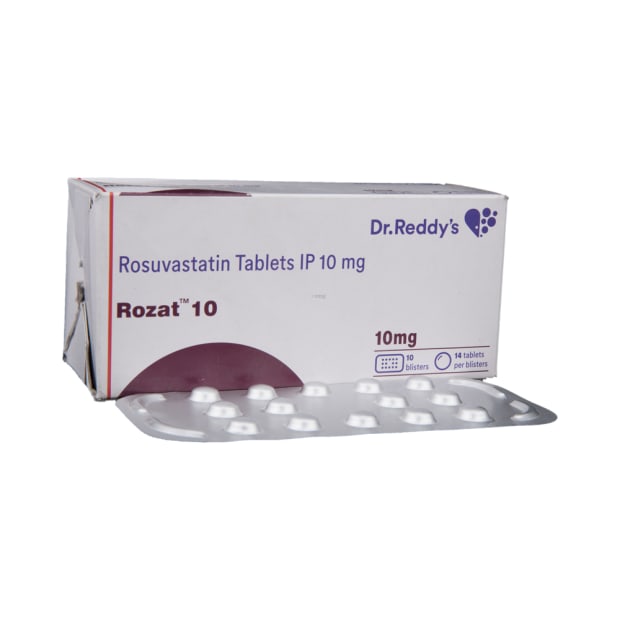 Dr.Reddy's
Rosuvastatin Tablets IP 10 mg
Rozat™ 10
10mg
10 blisters
14 tablets per blisters